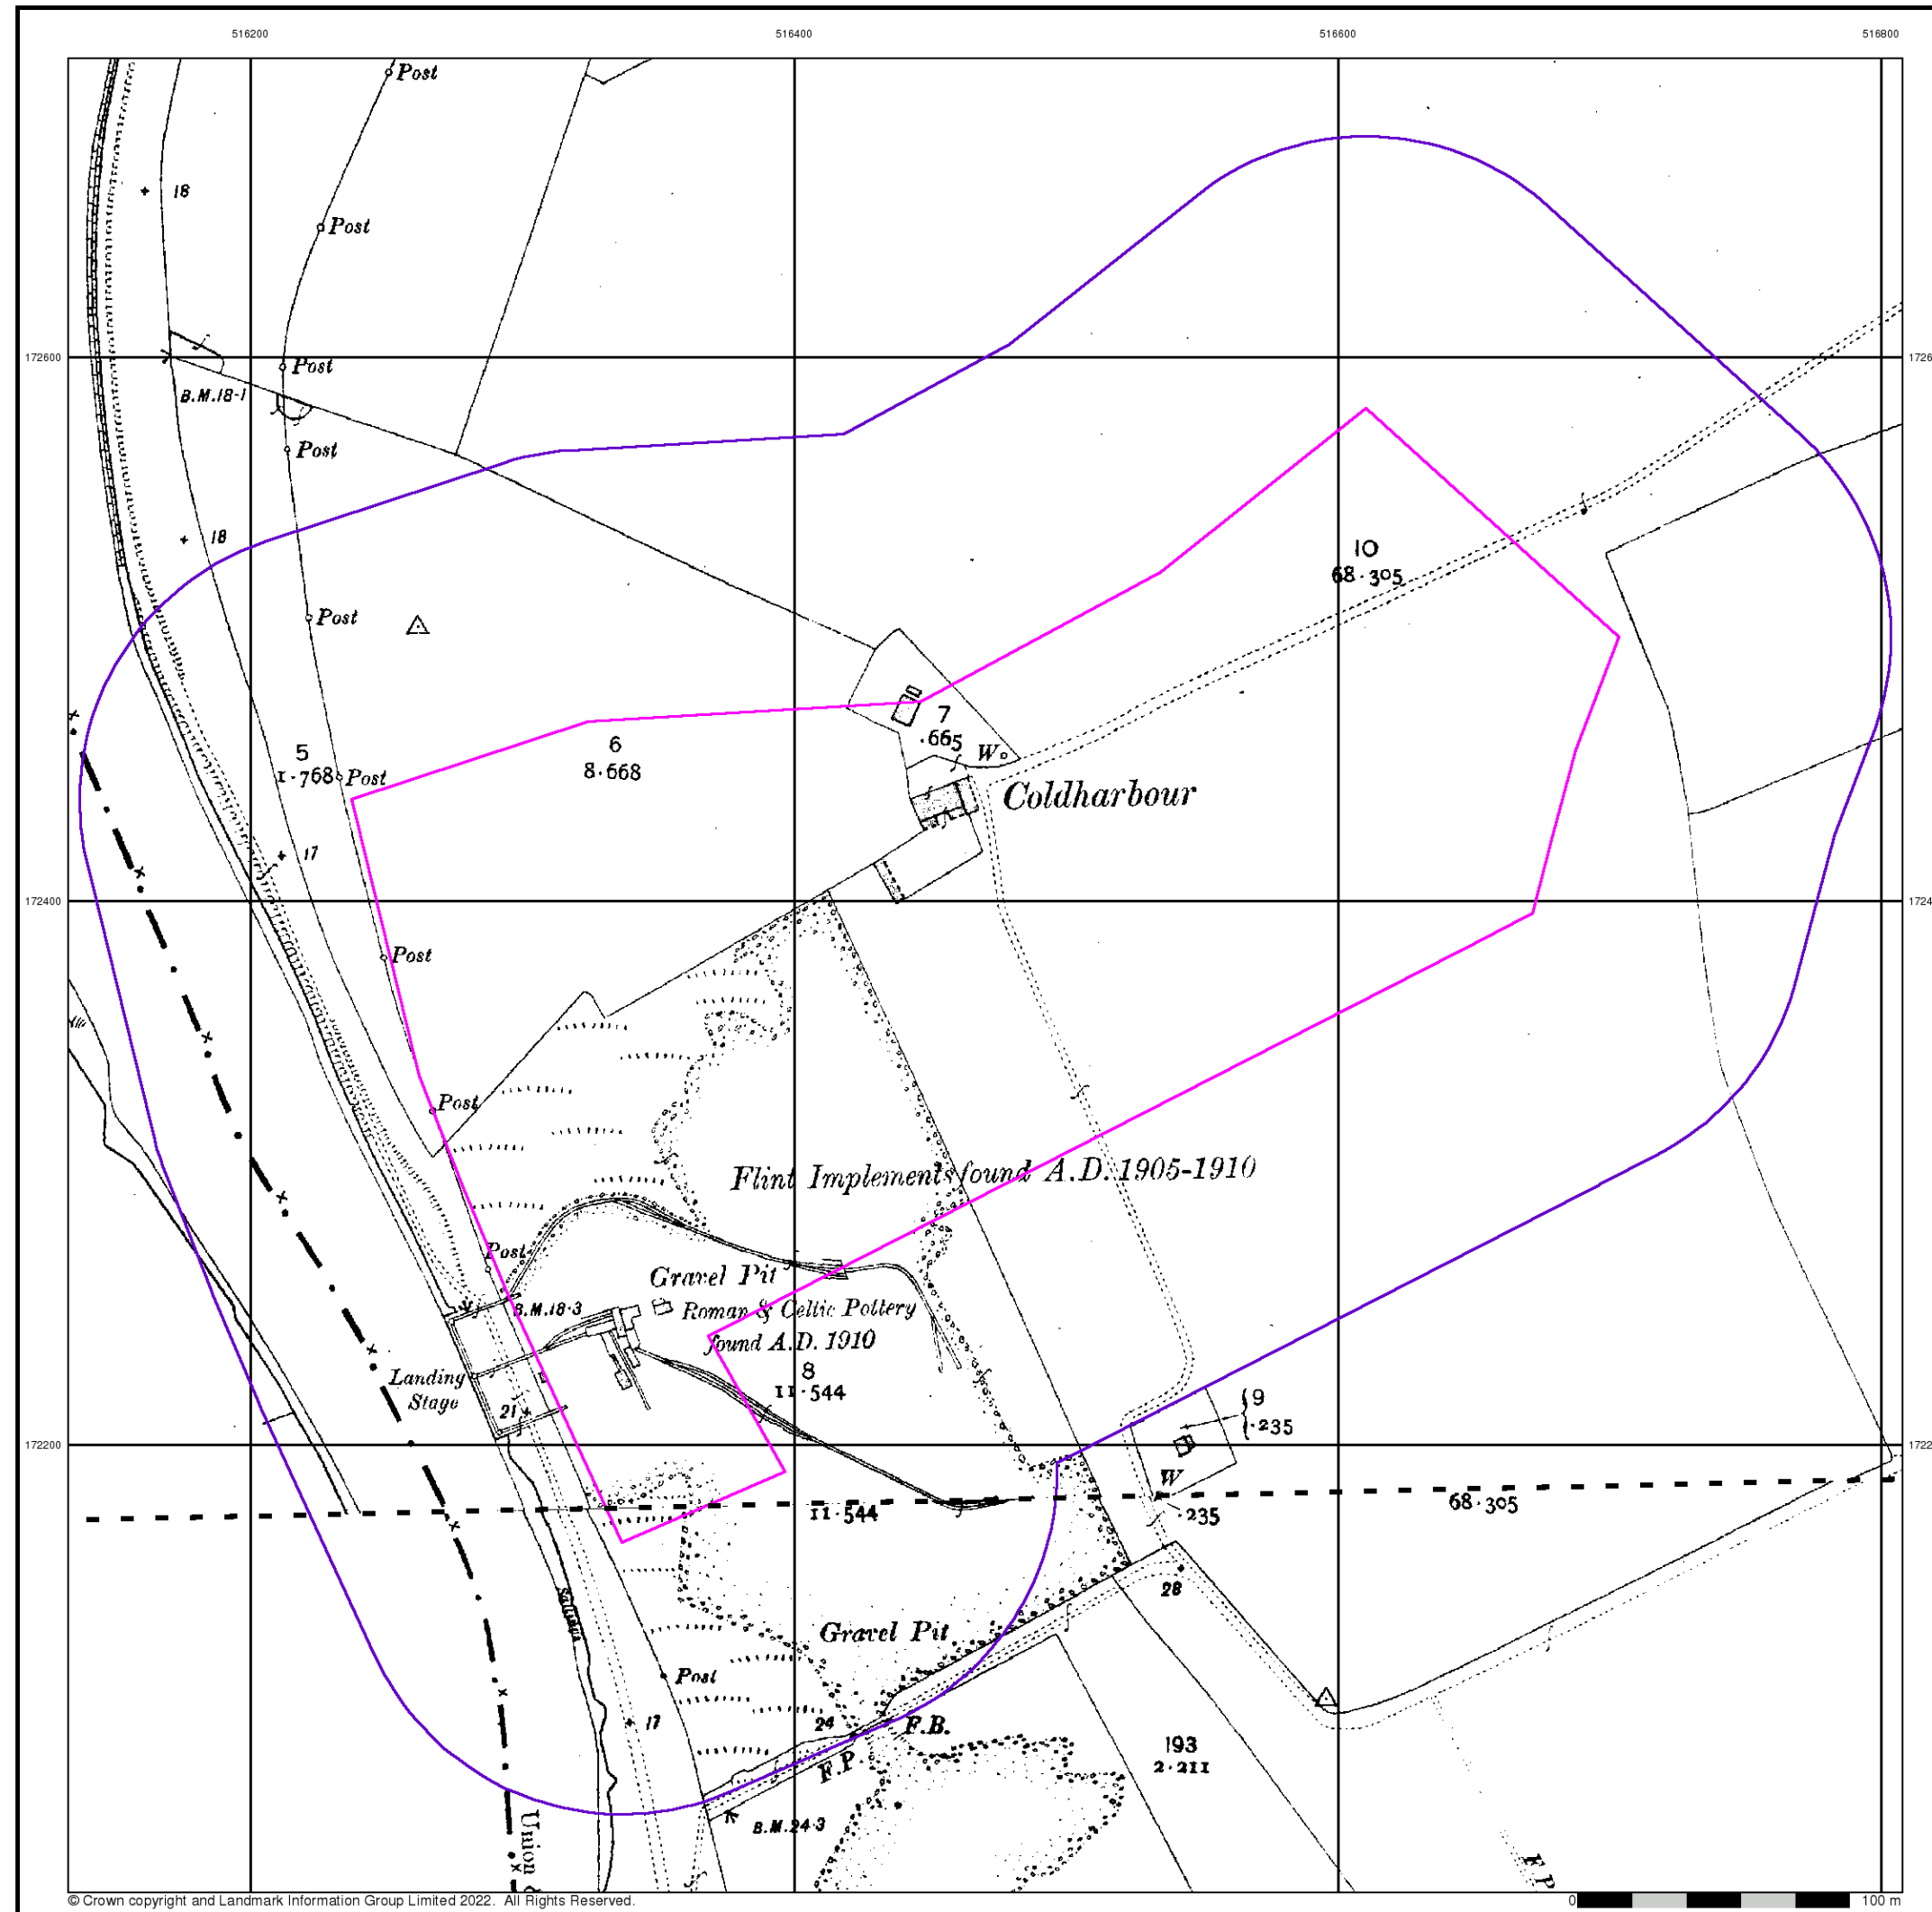 516200
516400
516600
516800
Post
18
Post
172600
Post
B.M.18·1
Post
18
Post
10
68·305
5
1·768
Post
6
8·668
7
·665
W
Coldharbour
17
172400
Post
Post
Flint Implements found A.D. 1905-1910
Post
Gravel Pit
B.M.18·3
Roman & Celtic Pottery
found A.D. 1910
8
11·544
Landing
Stage
21
9
·235
172200
W
11·544
·235
68·305
28
Gravel Pit
Post
17
24
F.B.
F.P.
193
2·211
B.M.24·3
Union
F.P
© Crown copyright and Landmark Information Group Limited 2022. All Rights Reserved.
0
100 m